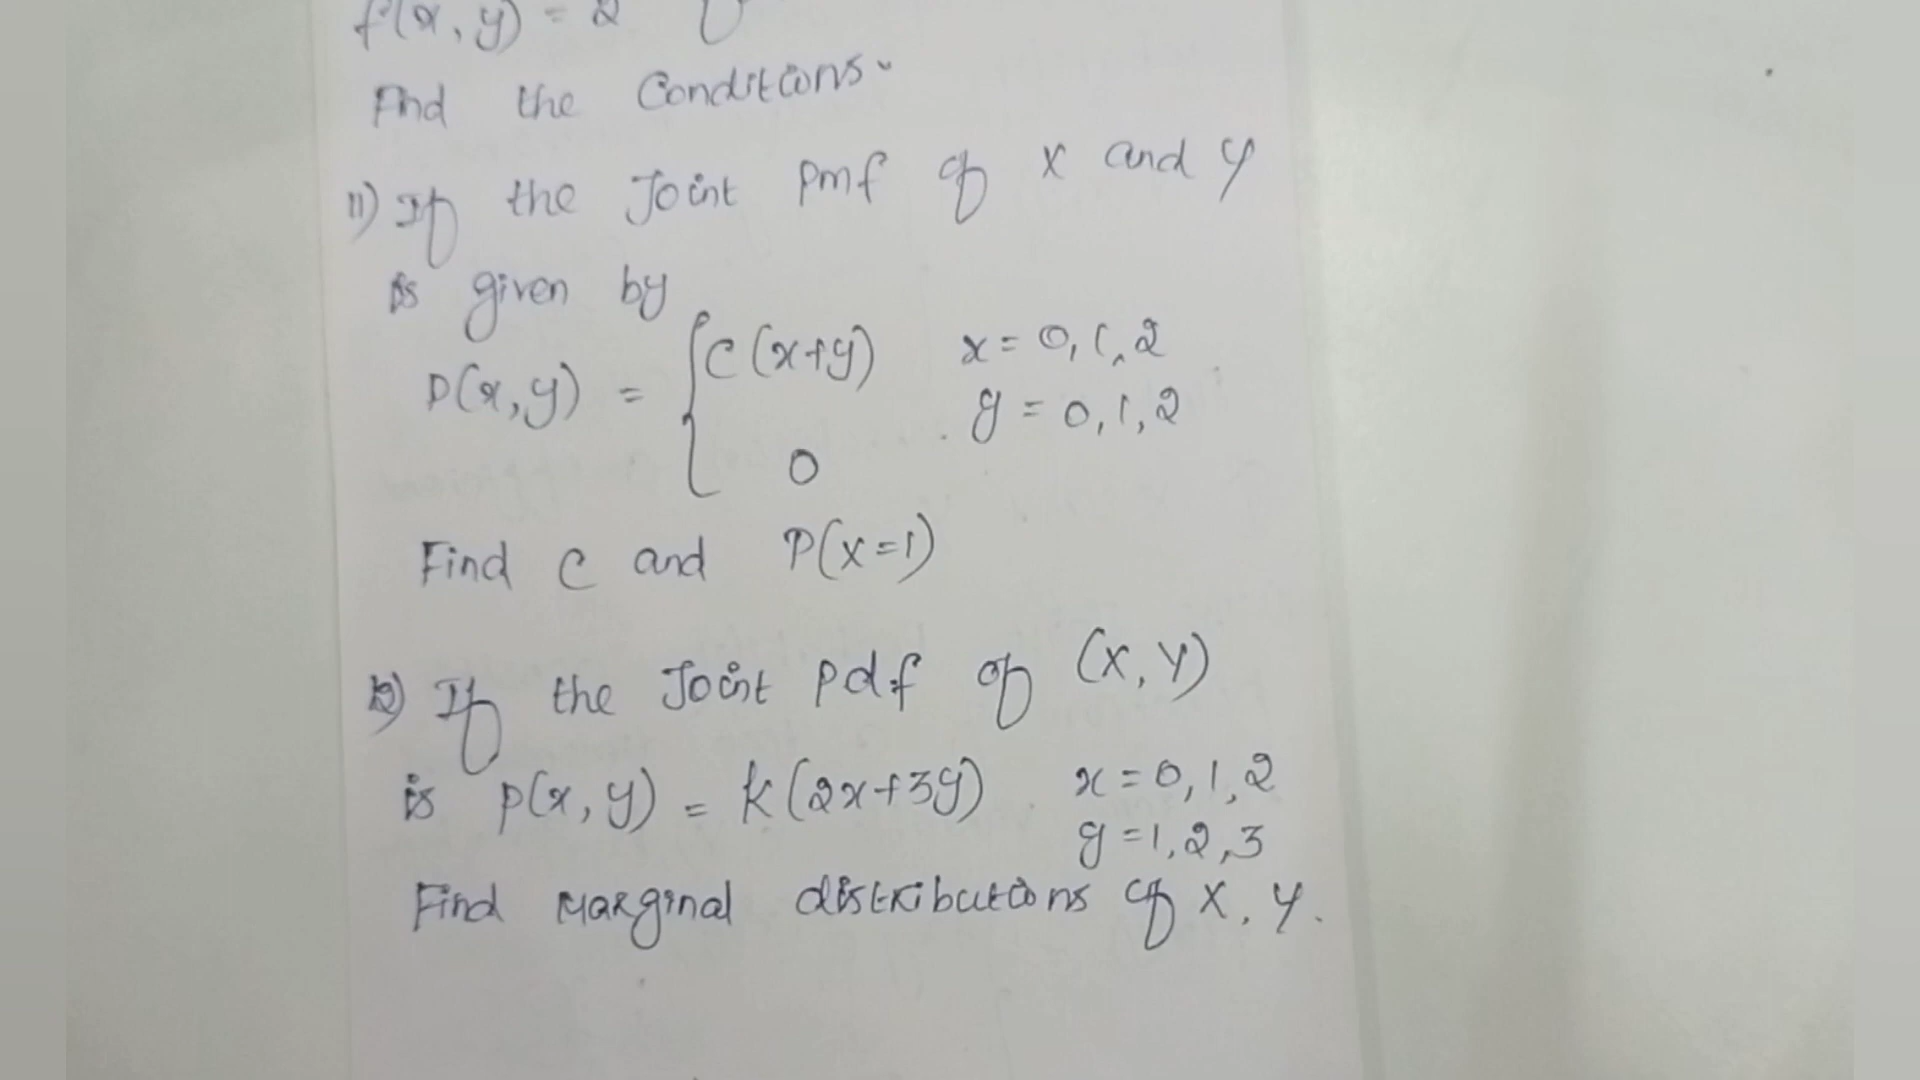 f(x, y) = 2
Find the Conditions.
11) If the Joint pmf of X and Y
is given by
P(x, y) = { C (x+y) x = 0, 1, 2
y = 0, 1, 2
0
Find C and P(x=1)
12) If the Joint pdf of (X, Y)
is p(x, y) = k (2x+3y) x = 0, 1, 2
y = 1, 2, 3
Find Marginal distributions of X, Y.